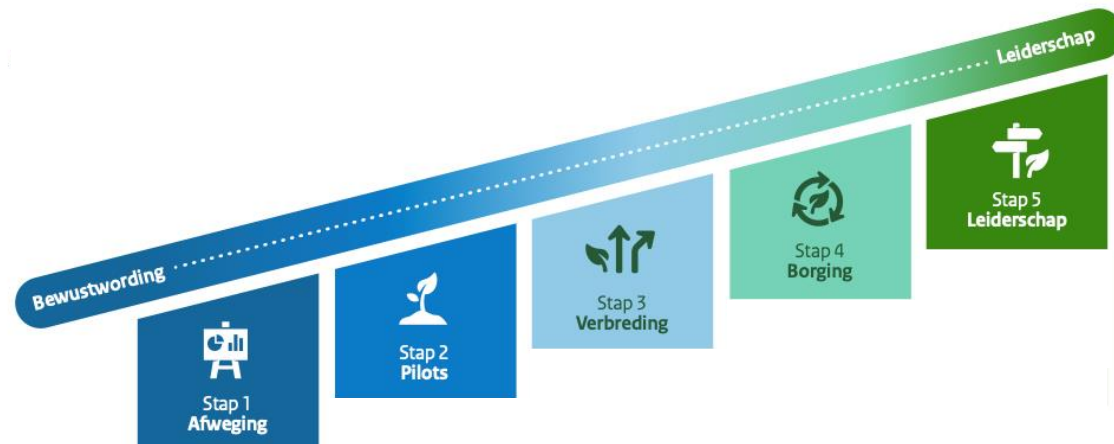 Bewustwording
Leiderschap
Stap 1
Afweging
Stap 2
Pilots
Stap 3
Verbreding
Stap 4
Borging
Stap 5
Leiderschap